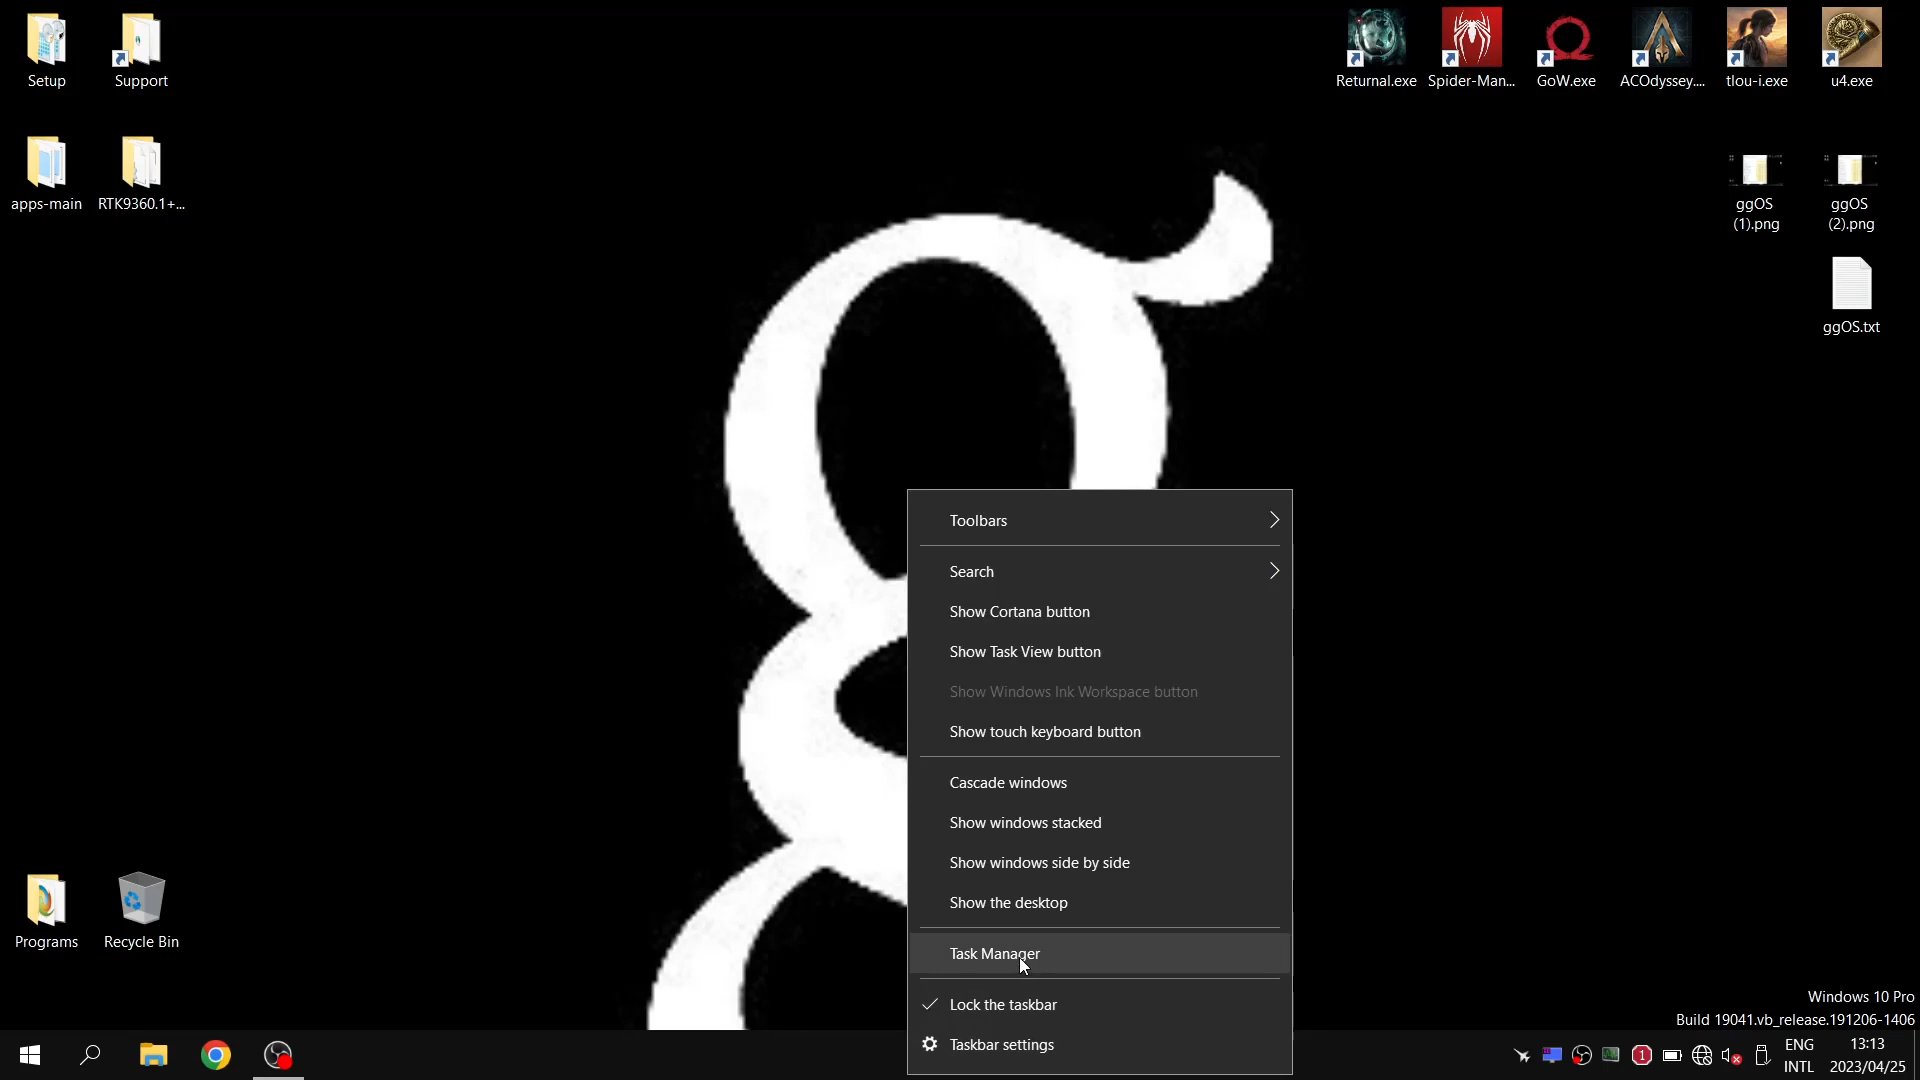 Setup
Support
Returnal.exe
Spider-Man...
GoW.exe
ACOdyssey....
tlou-i.exe
u4.exe
apps-main
RTK9360.1+...
ggOS
(1).png
ggOS
(2).png
ggOS.txt
Toolbars
Search
Show Cortana button
Show Task View button
Show Windows Ink Workspace button
Show touch keyboard button
Cascade windows
Show windows stacked
Show windows side by side
Show the desktop
Task Manager
Lock the taskbar
Taskbar settings
Programs
Recycle Bin
Windows 10 Pro
Build 19041.vb_release.191206-1406
1
ENG
INTL
13:13
2023/04/25